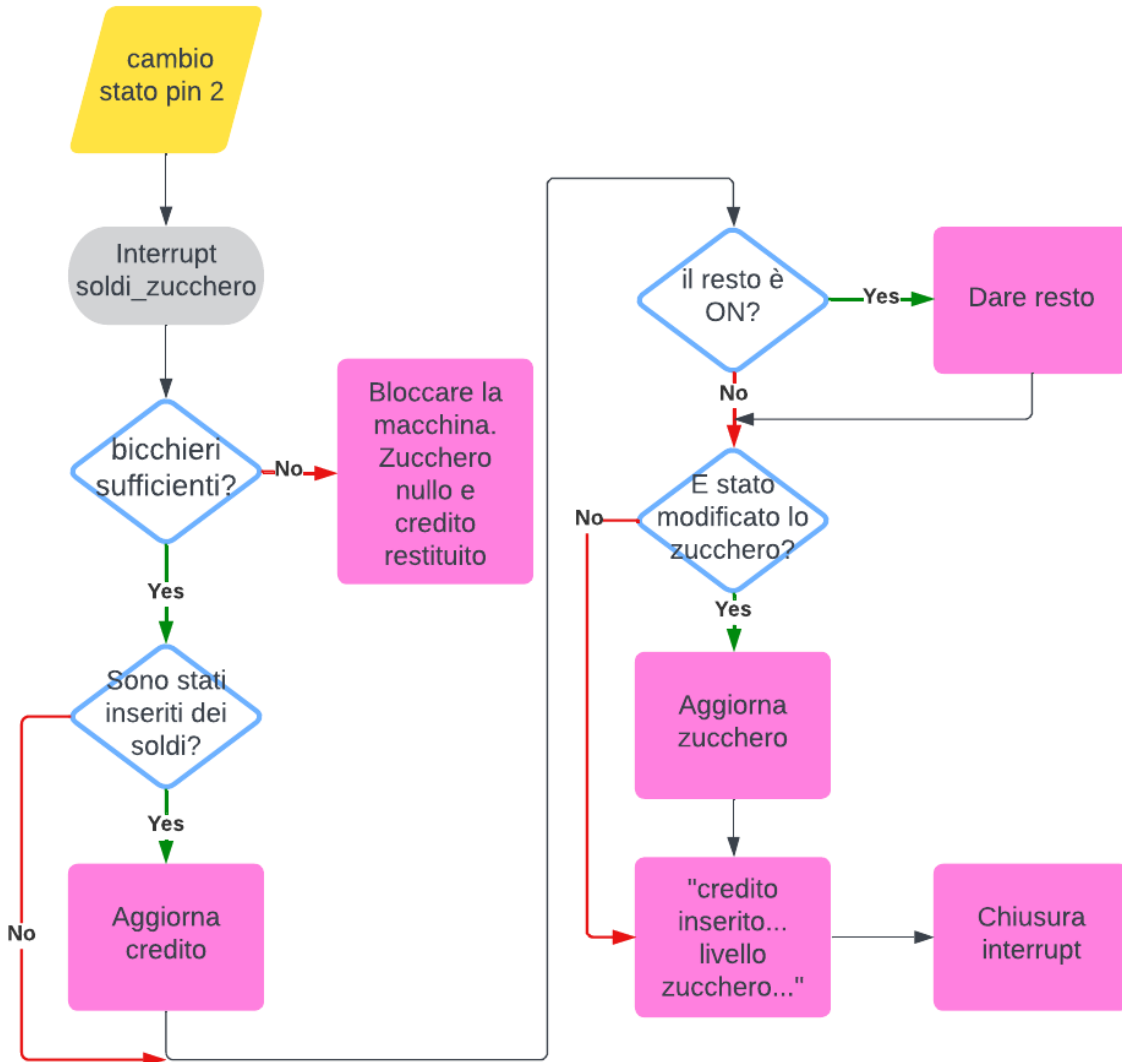 cambio
stato pin 2
Interrupt
soldi_zucchero
bicchieri
sufficienti?
No
Bloccare la
macchina.
Zucchero
nullo e
credito
restituito
Yes
Sono stati
inseriti dei
soldi?
Yes
No
Aggiorna
credito
il resto è
ON?
Yes
Dare resto
No
E stato
modificato lo
zucchero?
No
Yes
Aggiorna
zucchero
"credito
inserito...
livello
zucchero..."
Chiusura
interrupt